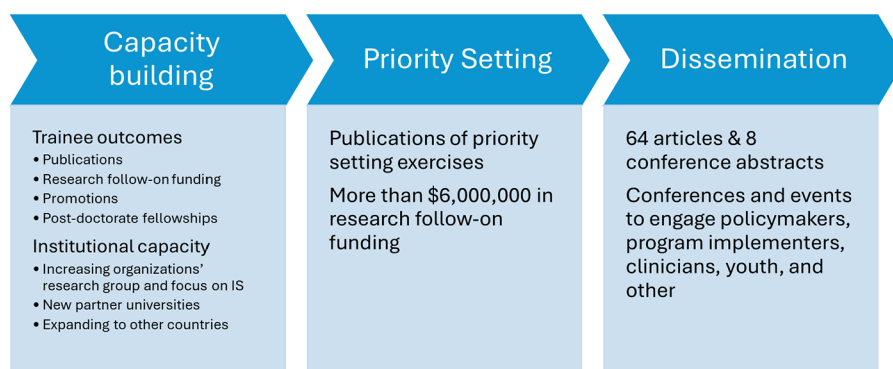 Capacity
building
Trainee outcomes
• Publications
• Research follow-on funding
• Promotions
• Post-doctorate fellowships
Institutional capacity
• Increasing organizations'
research group and focus on IS
• New partner universities
• Expanding to other countries
Priority Setting
Publications of priority
setting exercises
More than $6,000,000 in
research follow-on
funding
Dissemination
64 articles & 8
conference abstracts
Conferences and events
to engage policymakers,
program implementers,
clinicians, youth, and
other